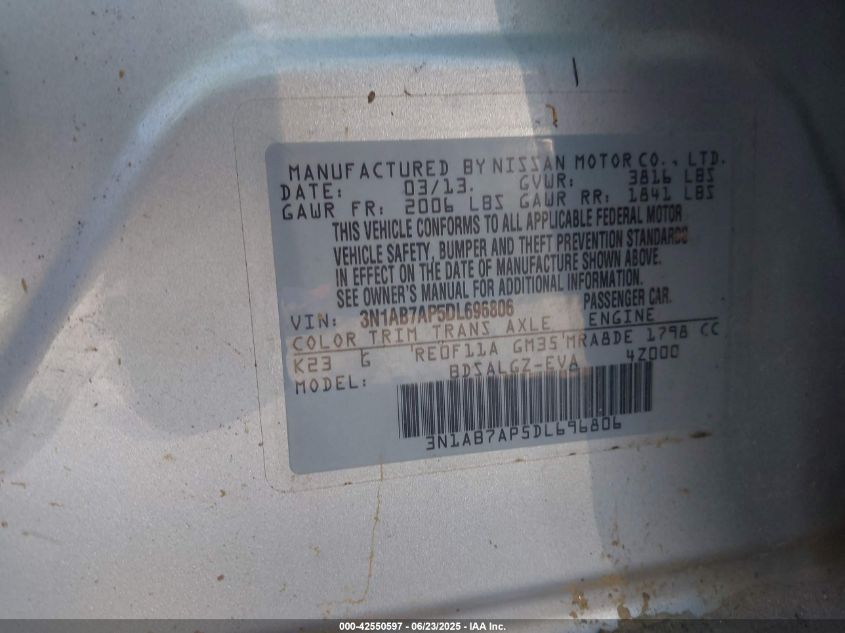 MANUFACTURED BY NISSAN MOTOR CO., LTD.
DATE: 03/13. GVWR: 3816 LBS
GAWR FR: 2006 LBS GAWR RR: 1841 LBS
THIS VEHICLE CONFORMS TO ALL APPLICABLE FEDERAL MOTOR
VEHICLE SAFETY, BUMPER AND THEFT PREVENTION STANDARDS
IN EFFECT ON THE DATE OF MANUFACTURE SHOWN ABOVE.
SEE OWNER'S MANUAL FOR ADDITIONAL INFORMATION.
VIN: 3N1AB7AP5DL696806 PASSENGER CAR.
COLOR TRIM TRANS AXLE ENGINE
K23 G RE0F11A GM35 MRA8DE 1798 CC
MODEL: BDSALGZ-EVA 4Z000
3N1AB7AP5DL696806
000-42550597 - 06/23/2025 - IAA Inc.